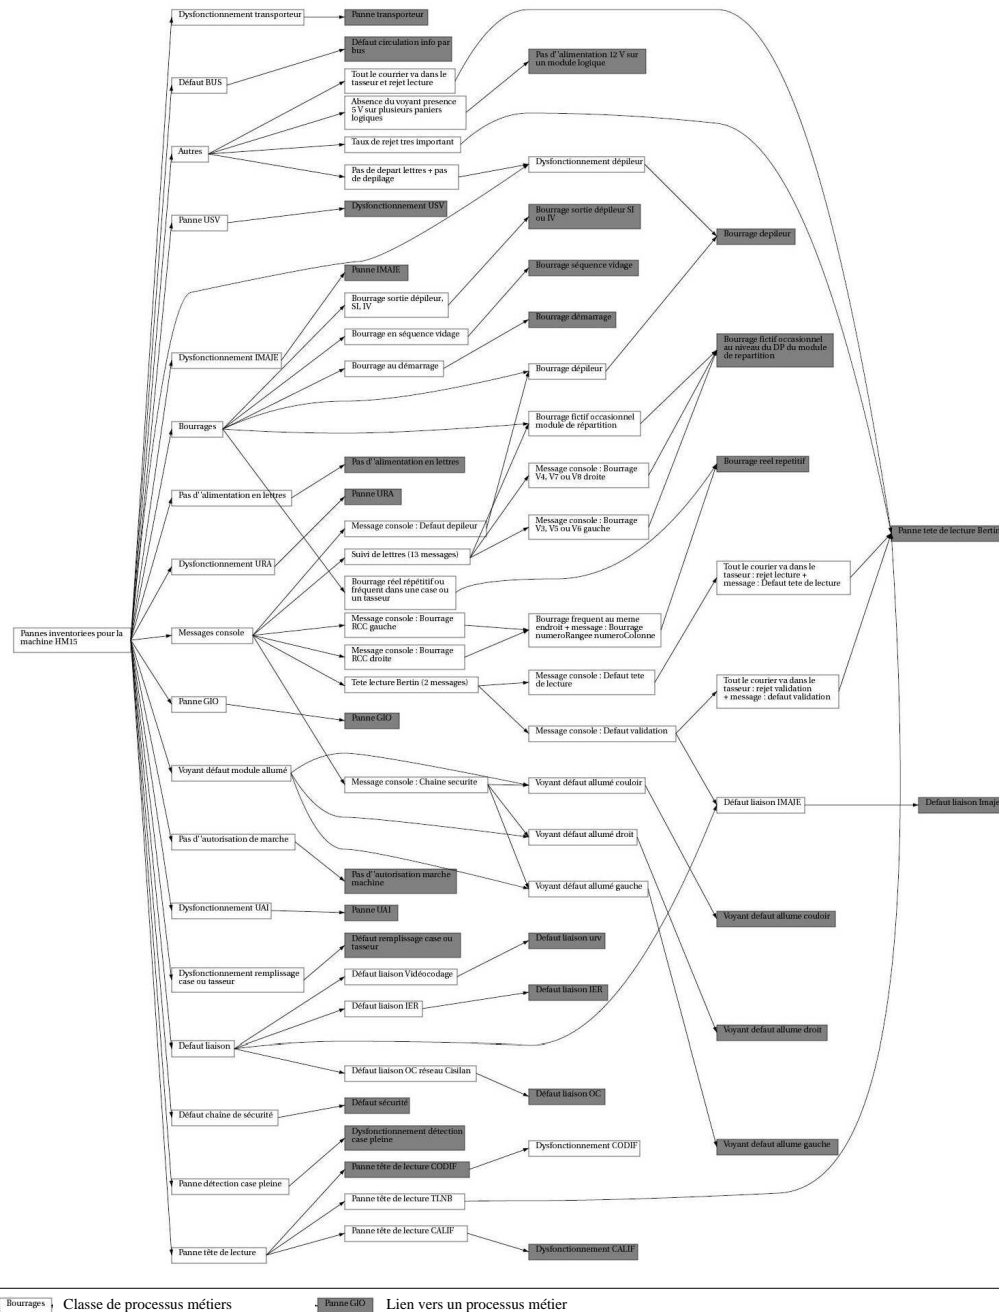 Dysfonctionnement transporteur
Panne transporteur
Défaut circulation info par
bus
Pas d''alimentation 12 V sur
un module logique
Défaut BUS
Tout le courrier va dans le
tasseur et rejet lecture
Absence du voyant presence
5 V sur plusieurs paniers
logiques
Autres
Taux de rejet tres important
Pas de depart lettres + pas
de depilage
Dysfonctionnement dépileur
Panne USV
Dysfonctionnement USV
Bourrage sortie dépileur SI
ou IV
Bourrage depileur
Panne IMAJE
Bourrage séquence vidage
Bourrage sortie dépileur,
SI, IV
Bourrage démarrage
Bourrage en séquence vidage
Bourrage fictif occasionnel
au niveau du DP du module
de repartition
Dysfonctionnement IMAJE
Bourrage au démarrage
Bourrage dépileur
Bourrages
Bourrage fictif occasionnel
module de répartition
Pas d''alimentation en lettres
Message console : Bourrage
V4, V7 ou V8 droite
Bourrage reel repetitif
Pas d''alimentation en lettres
Panne URA
Message console : Defaut depileur
Message console : Bourrage
V3, V5 ou V6 gauche
Panne tete de lecture Bertin
Suivi de lettres (13 messages)
Dysfonctionnement URA
Bourrage réel répétitif ou
fréquent dans une case ou
un tasseur
Tout le courrier va dans le
tasseur : rejet lecture +
message : Defaut tete de lecture
Pannes inventoriees pour la
machine HM15
Messages console
Message console : Bourrage
RCC gauche
Bourrage frequent au meme
endroit + message : Bourrage
numeroRangee numeroColonne
Message console : Bourrage
RCC droite
Tete lecture Bertin (2 messages)
Message console : Defaut tete
de lecture
Tout le courrier va dans le
tasseur : rejet validation
+ message : defaut validation
Panne GIO
Panne GIO
Message console : Defaut validation
Voyant défaut module allumé
Message console : Chaine securite
Voyant défaut allumé couloir
Défaut liaison IMAJE
Defaut liaison Imaje
Pas d''autorisation de marche
Voyant défaut allumé droit
Pas d''autorisation marche
machine
Voyant défaut allumé gauche
Dysfonctionnement UAI
Panne UAI
Voyant defaut allume couloir
Défaut remplissage case ou
tasseur
Defaut liaison urv
Dysfonctionnement remplissage
case ou tasseur
Défaut liaison Vidéocodage
Defaut liaison IER
Défaut liaison IER
Voyant defaut allume droit
Defaut liaison
Défaut liaison OC réseau Cisilan
Défaut liaison OC
Défaut chaîne de sécurité
Défaut sécurité
Dysfonctionnement détection
case pleine
Dysfonctionnement CODIF
Voyant defaut allume gauche
Panne détection case pleine
Panne tête de lecture CODIF
Panne tête de lecture TLNB
Panne tête de lecture
Panne tête de lecture CALIF
Dysfonctionnement CALIF
Bourrages Classe de processus métiers
Panne GIO Lien vers un processus métier